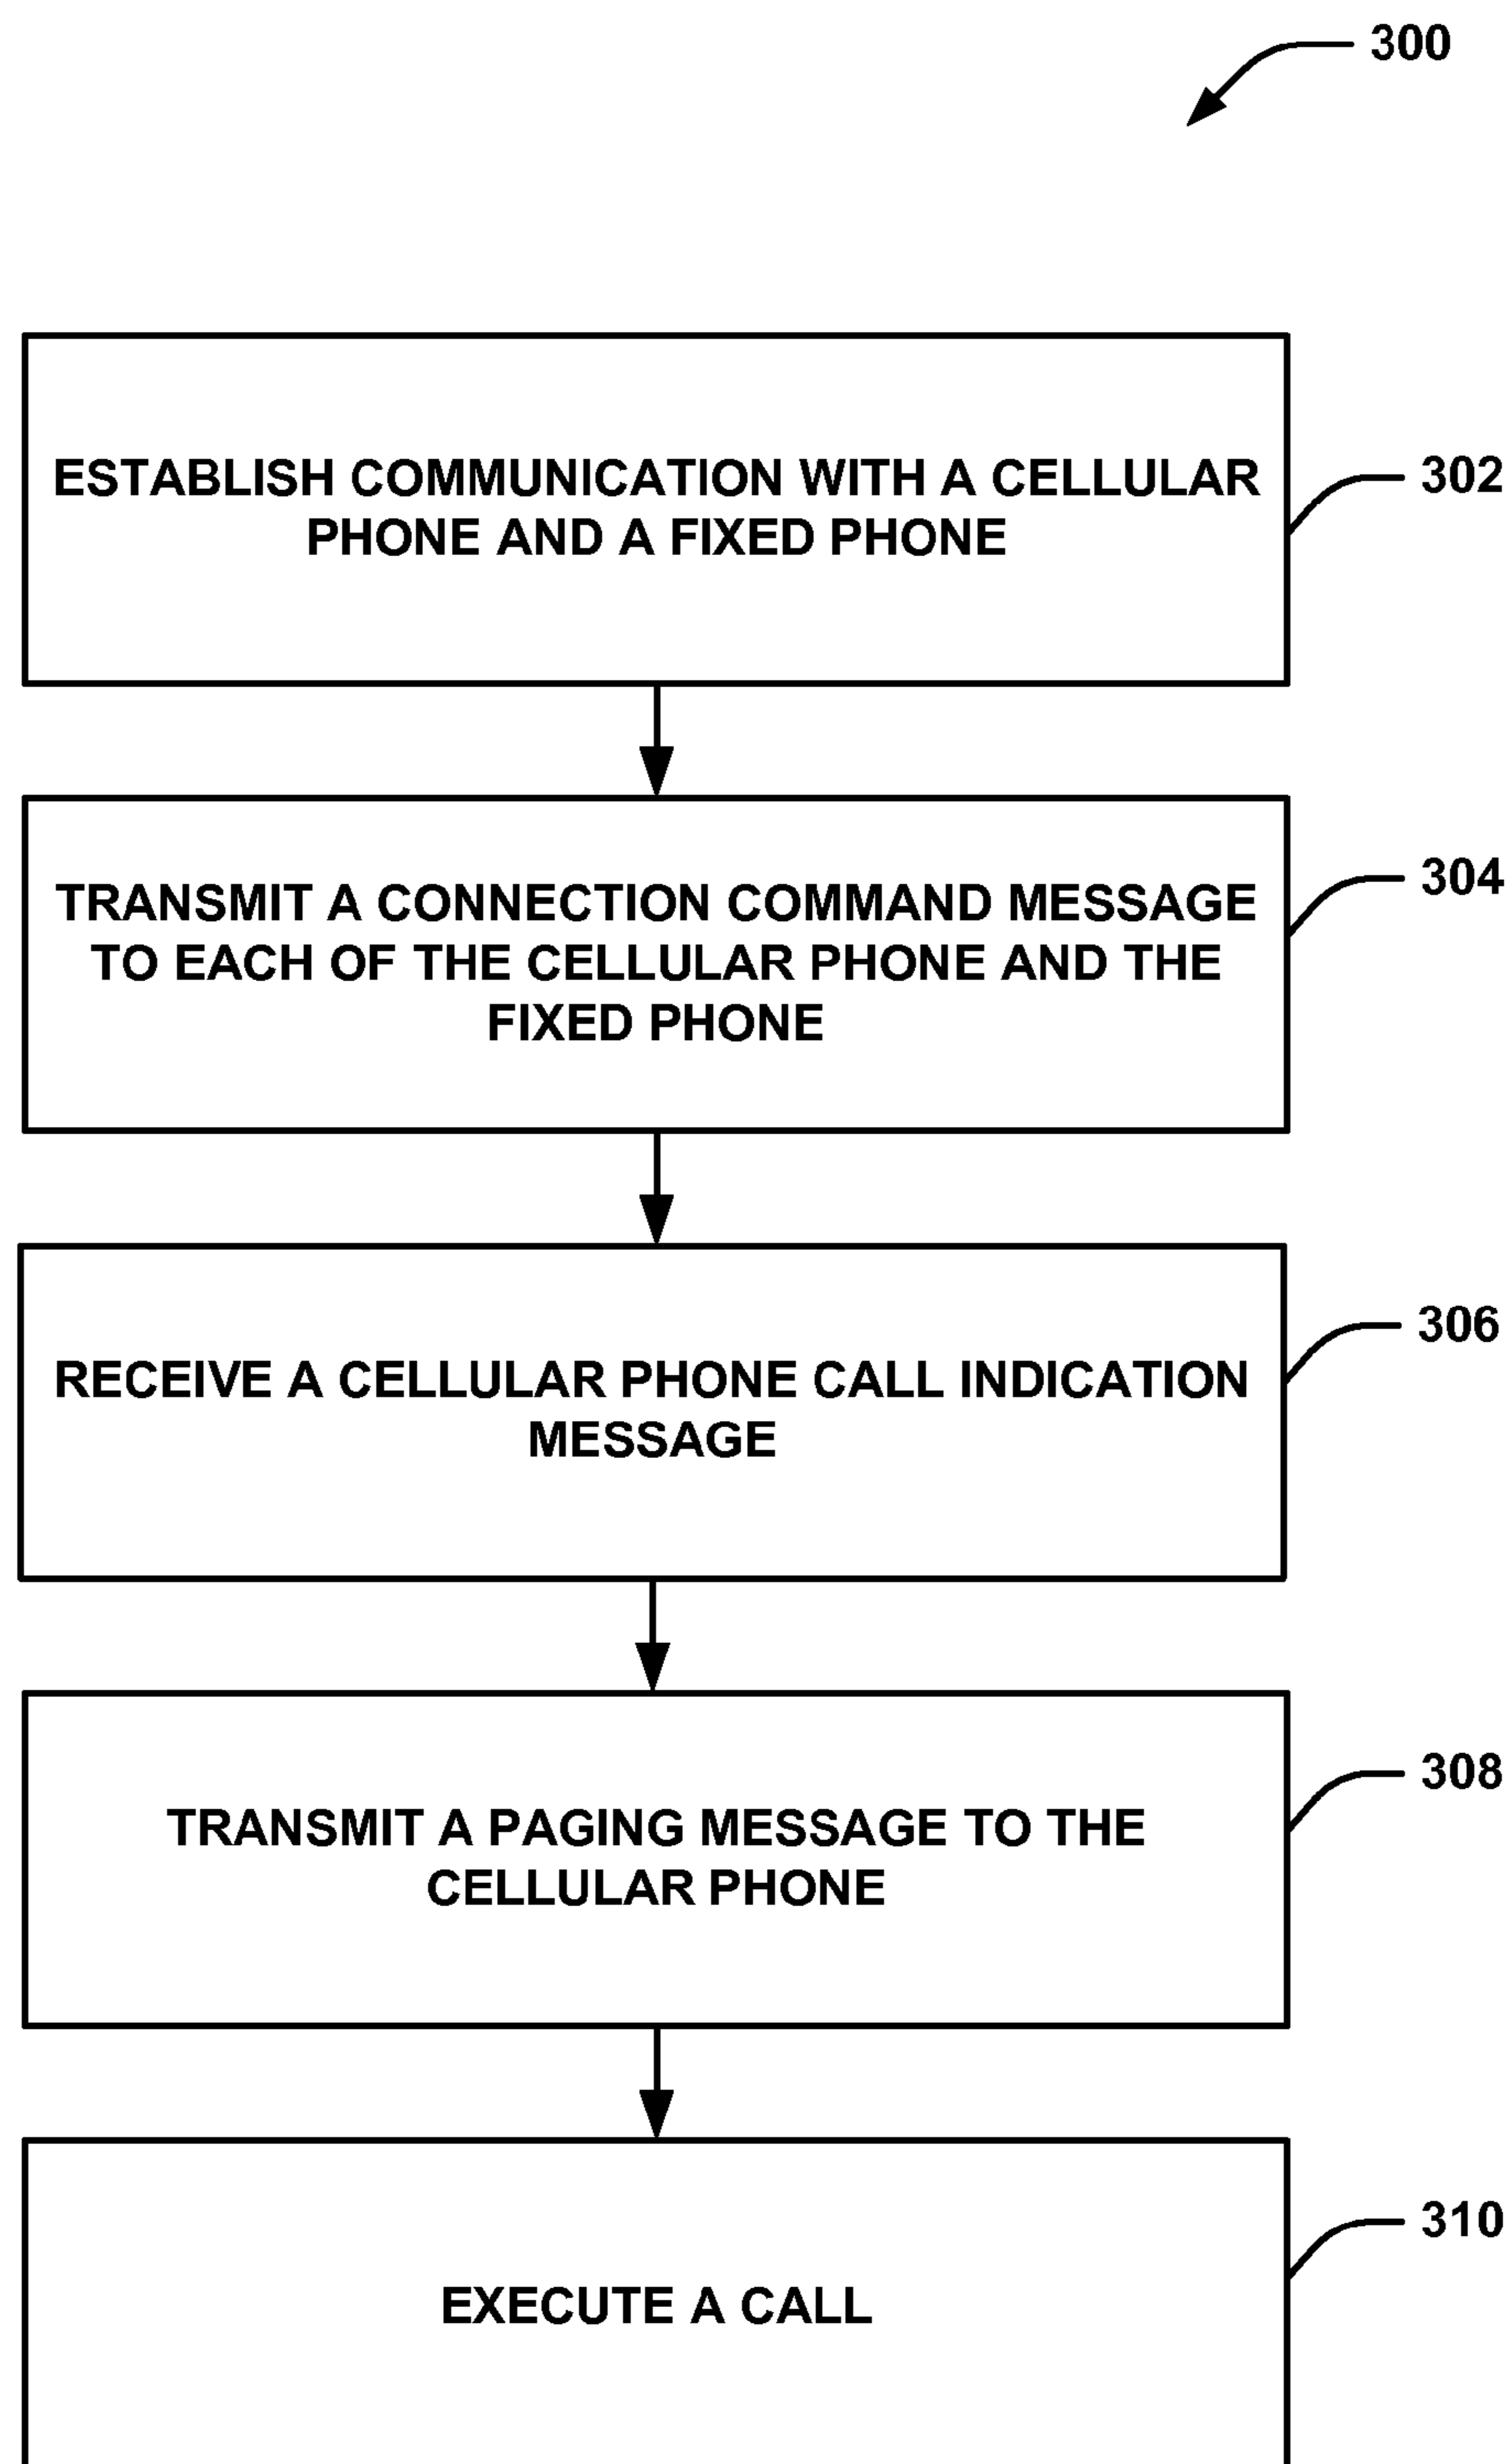 300
ESTABLISH COMMUNICATION WITH A CELLULAR
PHONE AND A FIXED PHONE
302
TRANSMIT A CONNECTION COMMAND MESSAGE
TO EACH OF THE CELLULAR PHONE AND THE
FIXED PHONE
304
RECEIVE A CELLULAR PHONE CALL INDICATION
MESSAGE
306
TRANSMIT A PAGING MESSAGE TO THE
CELLULAR PHONE
308
EXECUTE A CALL
310